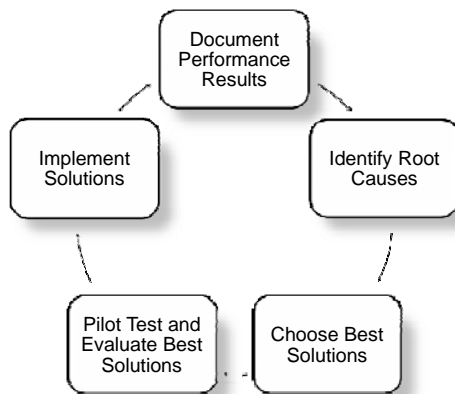 Document
Performance
Results
Identify Root
Causes
Choose Best
Solutions
Pilot Test and
Evaluate Best
Solutions
Implement
Solutions